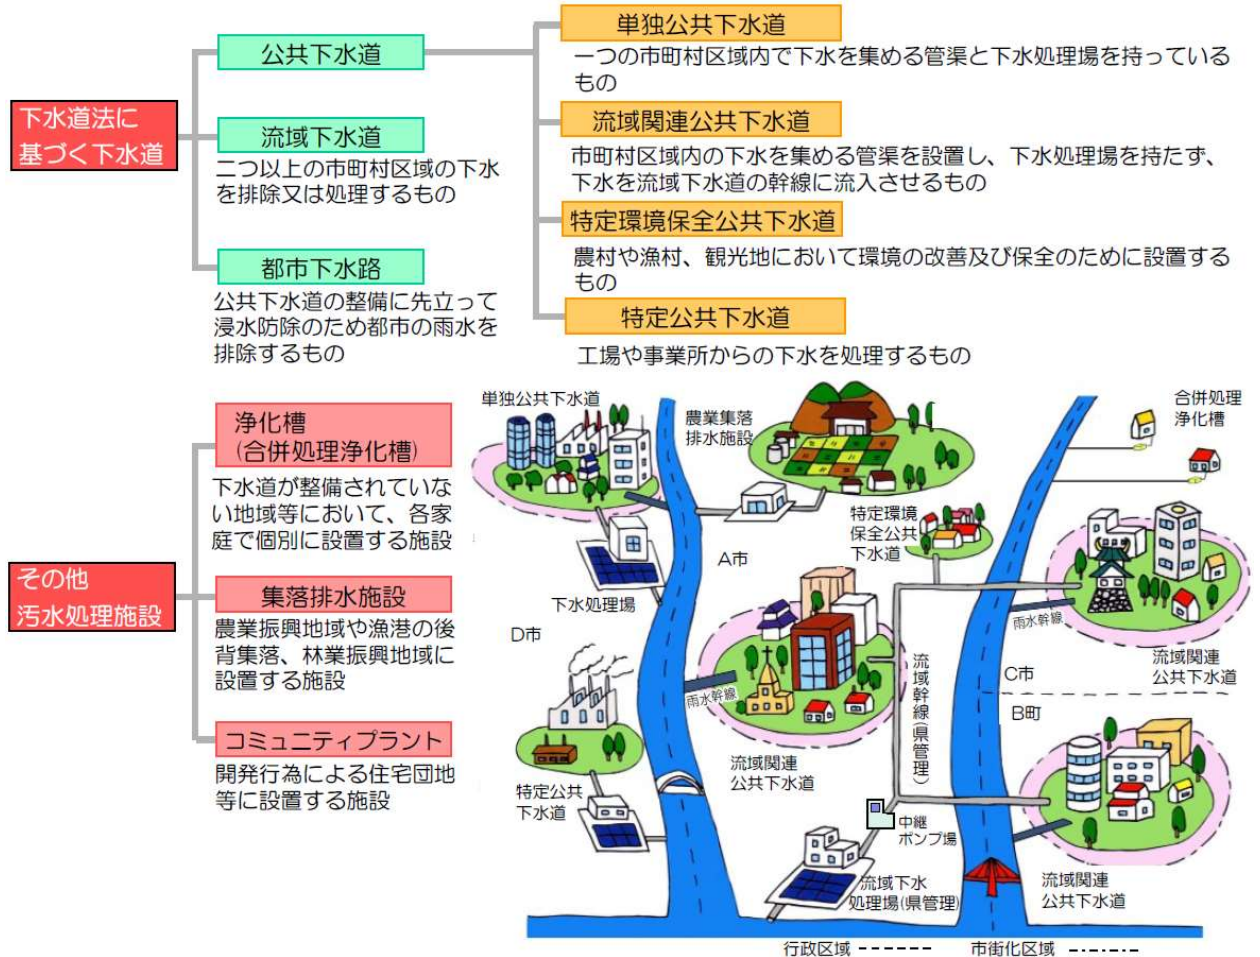 下水道法に
基づく下水道
公共下水道
流域下水道
二つ以上の市町村区域の下水
を排除又は処理するもの
都市下水路
公共下水道の整備に先立って
浸水防除のため都市の雨水を
排除するもの
単独公共下水道
一つの市町村区域内で下水を集める管渠と下水処理場を持っている
もの
流域関連公共下水道
市町村区域内の下水を集める管渠を設置し、下水処理場を持たず、
下水を流域下水道の幹線に流入させるもの
特定環境保全公共下水道
農村や漁村、観光地において環境の改善及び保全のために設置する
もの
特定公共下水道
工場や事業所からの下水を処理するもの
その他
汚水処理施設
浄化槽
(合併処理浄化槽)
下水道が整備されていな
い地域等において、各家
庭で個別に設置する施設
集落排水施設
農業振興地域や漁港の後
背集落、林業振興地域に
設置する施設
コミュニティプラント
開発行為による住宅団地
等に設置する施設
単独公共下水道
農業集落
排水施設
合併処理
浄化槽
特定環境
保全公共
下水道
A市
下水処理場
D市
雨水幹線
流域関連
公共下水道
C市
B町
雨水幹線
流域幹線(県管理)
流域関連
公共下水道
特定公共
下水道
中継
ポンプ場
流域下水
処理場(県管理)
流域関連
公共下水道
行政区域
市街化区域